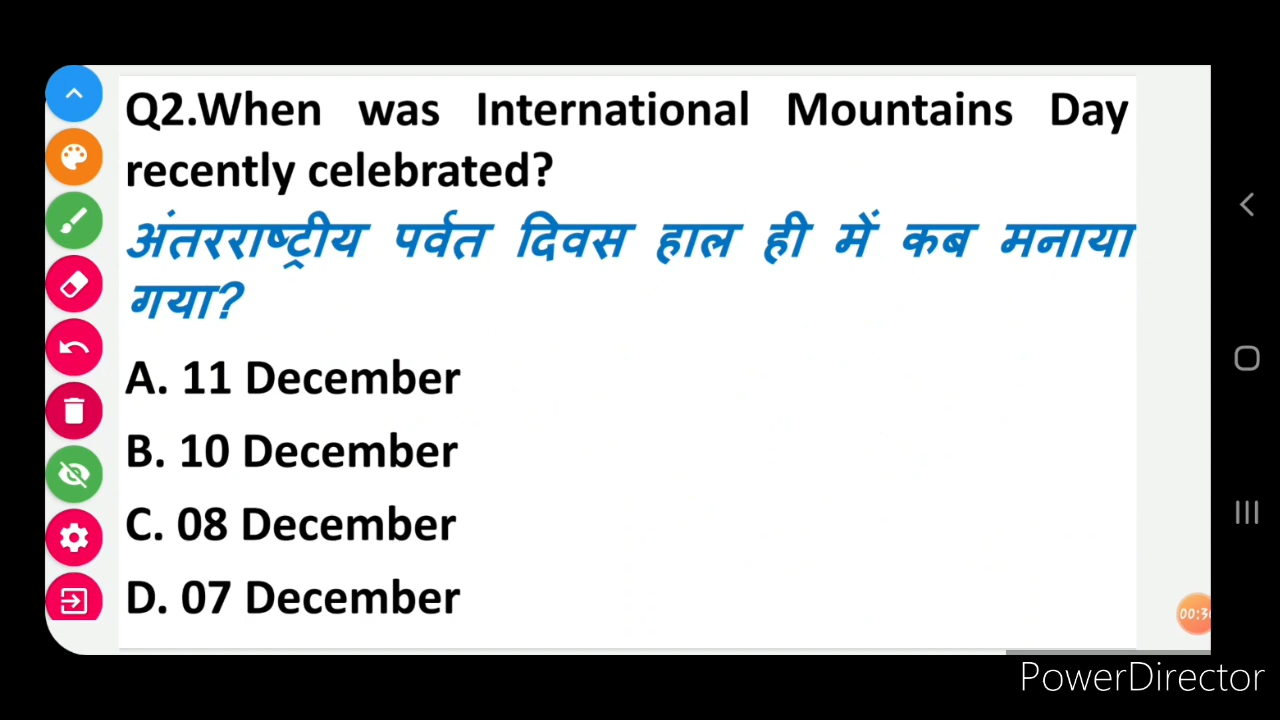 Q2.When was International Mountains Day
recently celebrated?
अंतरराष्ट्रीय पर्वत दिवस हाल ही में कब मनाया
गया?
A. 11 December
B. 10 December
C. 08 December
D. 07 December
PowerDirector